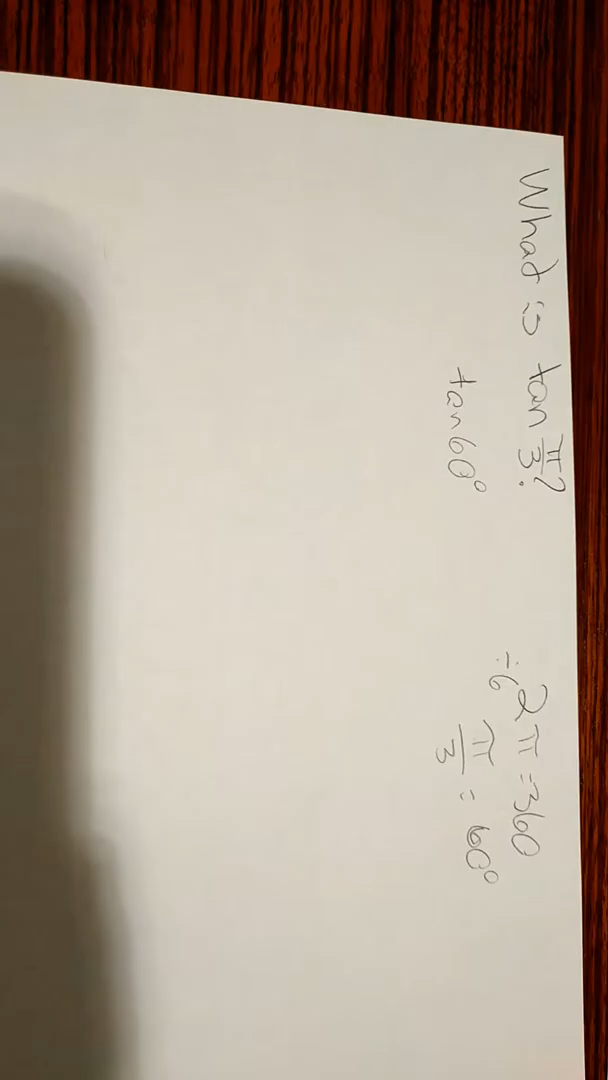 What is tan π/3?
tan 60°
2π = 360
÷6
π/3 = 60°